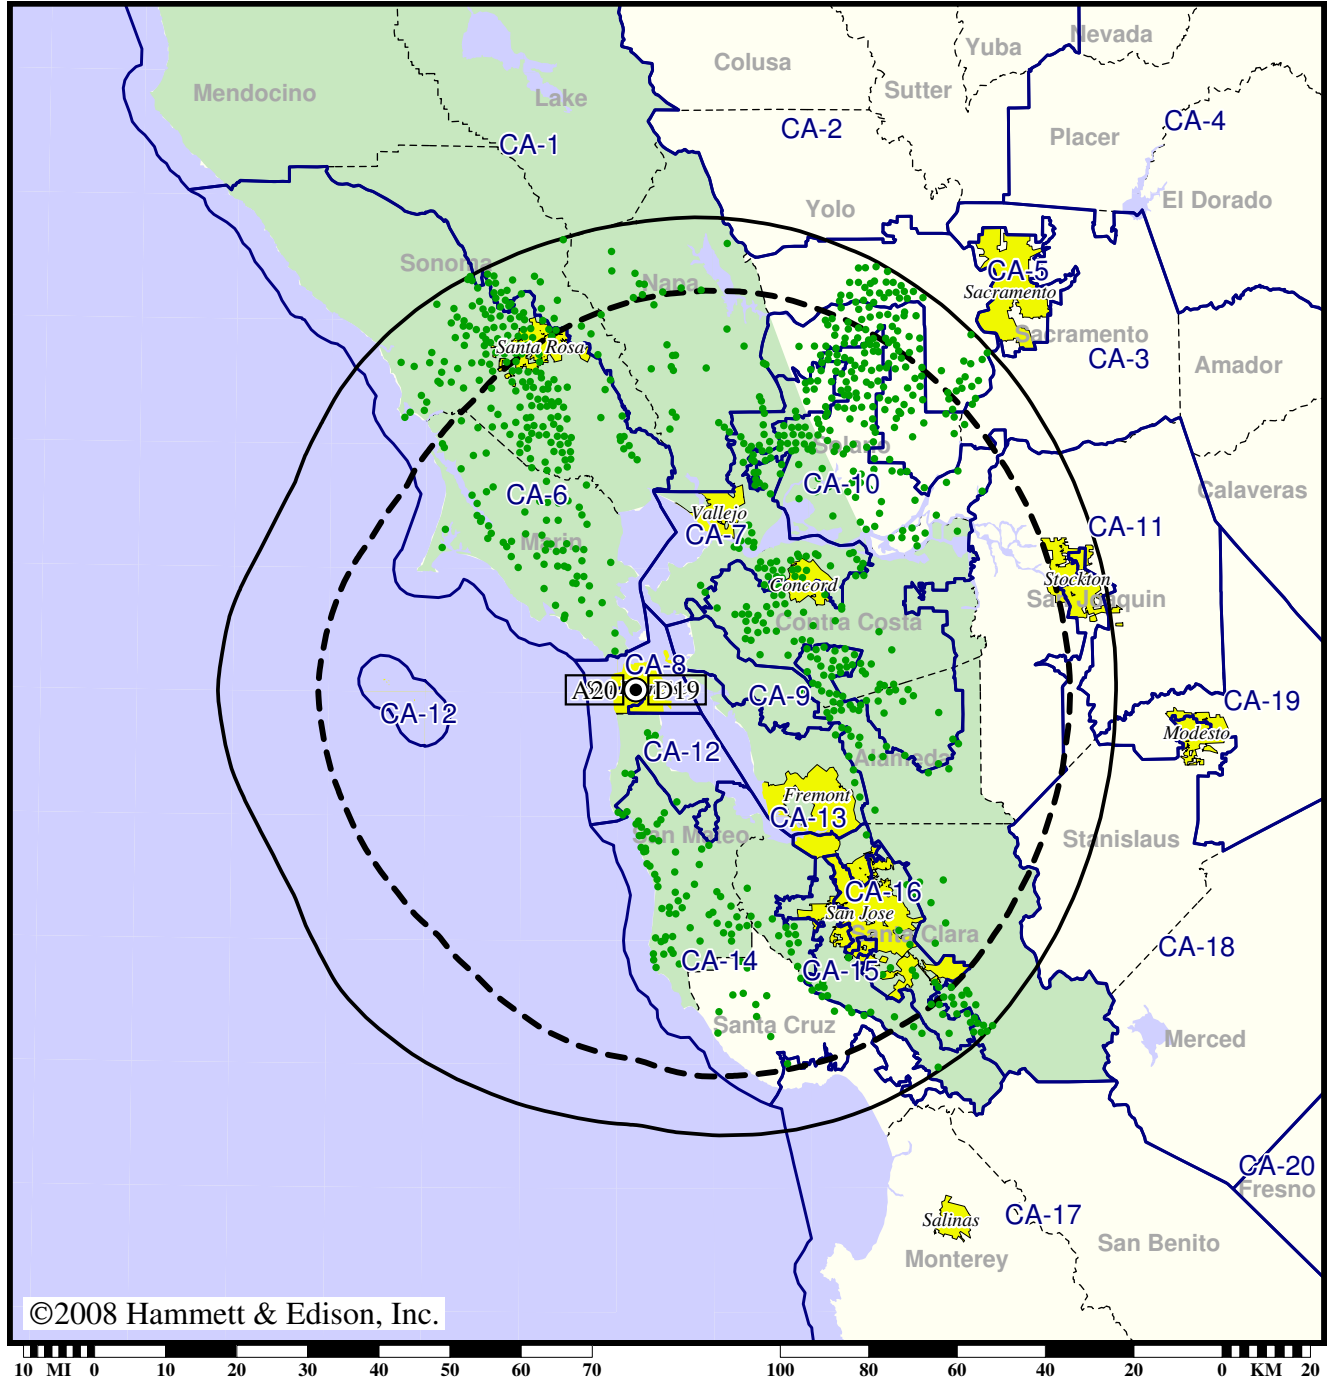 Nevada
Yuba
Colusa
Sutter
Mendocino
Lake
CA-4
CA-2
Placer
CA-1
El Dorado
Yolo
Sonoma
CA-5
Napa
Sacramento
Sacramento
Santa Rosa
CA-3
Amador
Solano
CA-10
CA-6
Calaveras
Vallejo
CA-11
CA-7
Marin
Stockton
Concord
San Joaquin
Contra Costa
CA-8
A20
D19
CA-9
CA-19
CA-12
Modesto
CA-12
Alameda
Fremont
CA-13
San Mateo
Stanislaus
CA-16
San Jose
Santa Clara
CA-18
CA-14
CA-15
Santa Cruz
Merced
CA-20
Fresno
Salinas
CA-17
San Benito
Monterey
©2008 Hammett & Edison, Inc.
10 MI 0 10 20 30 40 50 60 70 100 80 60 40 20 0 KM 20